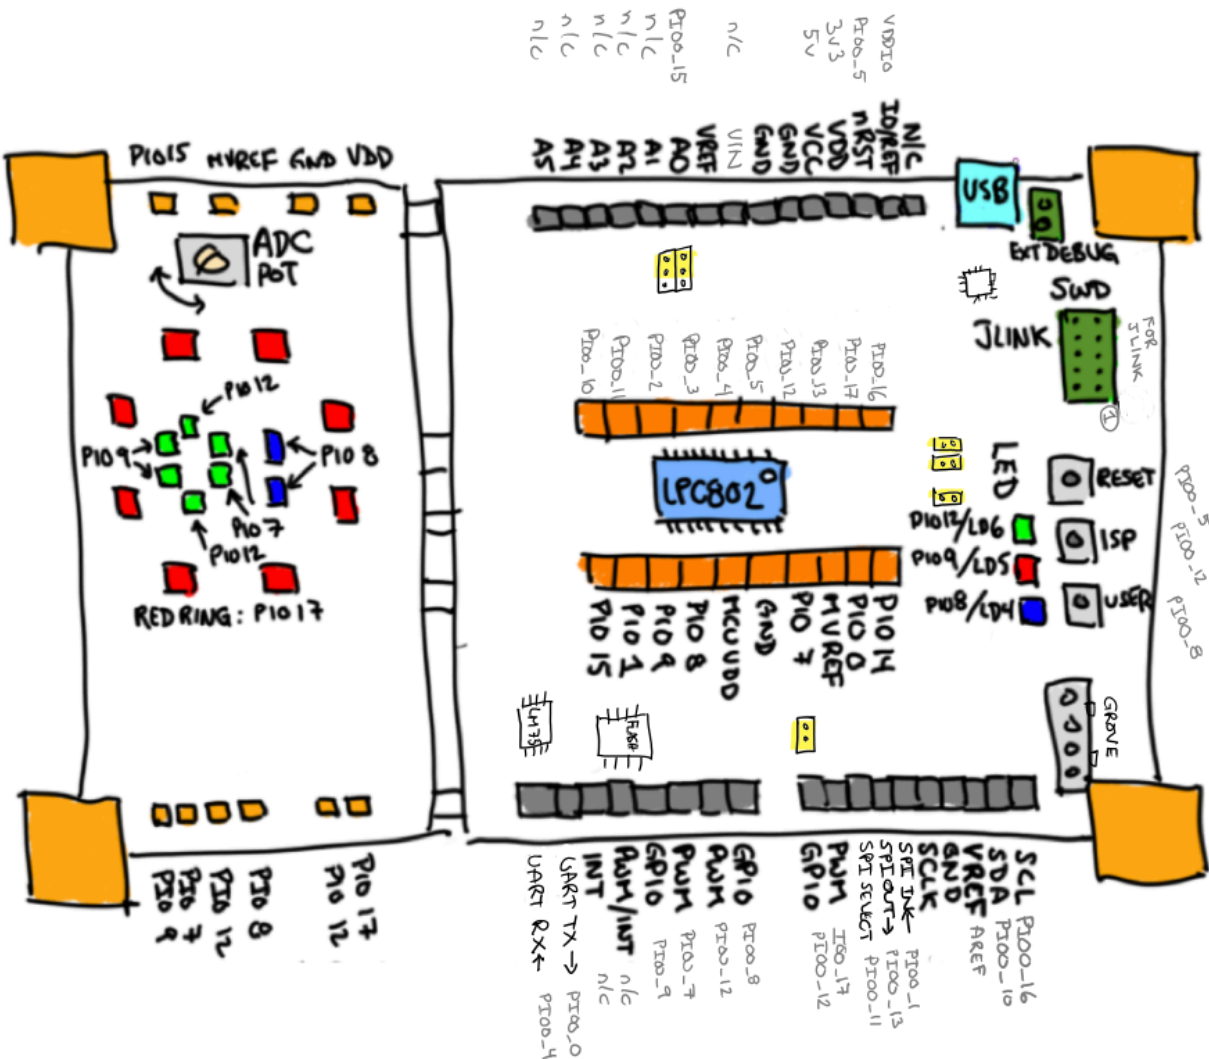 n/c
n/c
n/c
n/c
n/c
PIO0_15
n/c
5V
3V3
PIO0_5
VDDIO
A5
A4
A3
A2
A1
A0
VREF
VIN
GND
GND
VCC
VDD
nRST
IO/REF
N/C
PIO15 MVREF GND VDD
ADC
POT
USB
EXT DEBUG
SWD
JLINK
FOR
JLINK
1
PIO0_10
PIO0_11
PIO0_2
PIO0_3
PIO0_4
PIO0_5
PIO0_12
PIO0_13
PIO0_17
PIO0_16
PIO12
PIO9
PIO8
PIO7
PIO12
RED RING: PIO17
LPC802
LED
RESET
PIO0_5
PIO12/LD6
ISP
PIO0_12
PIO9/LD5
PIO8/LD4
USER
PIO0_8
PIO 15
PIO 1
PIO 9
PIO 8
MCUVDD
GND
PIO 7
MVREF
PIO 0
PIO 14
LM75
FLASH
GROVE
PIO 9
PIO 7
PIO 12
PIO 8
PIO 12
PIO 17
UART RX← PIO0_4
UART TX→ PIO0_0
INT n/c
PWM/INT n/c
GPIO PIO0_9
PWM PIO0_7
PWM PIO0_12
GPIO PIO0_8
GPIO PIO0_12
PWM IO0_17
SPI SELECT PIO0_11
SPI OUT→ PIO0_13
SPI IN← PIO0_1
SCLK
GND
VREF AREF
SDA PIO0_10
SCL PIO0_16